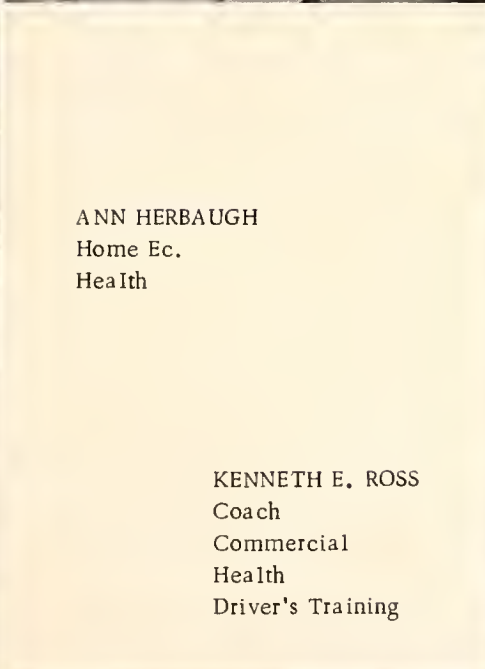 ANN HERBAUGH
Home Ec.
Health
KENNETH E. ROSS
Coach
Commercial
Health
Driver's Training